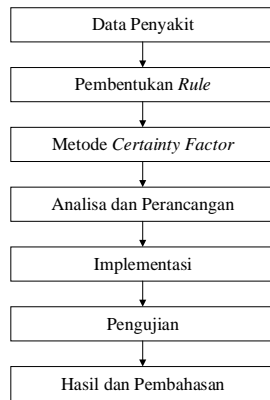 Data Penyakit
Pembentukan Rule
Metode Certainty Factor
Analisa dan Perancangan
Implementasi
Pengujian
Hasil dan Pembahasan